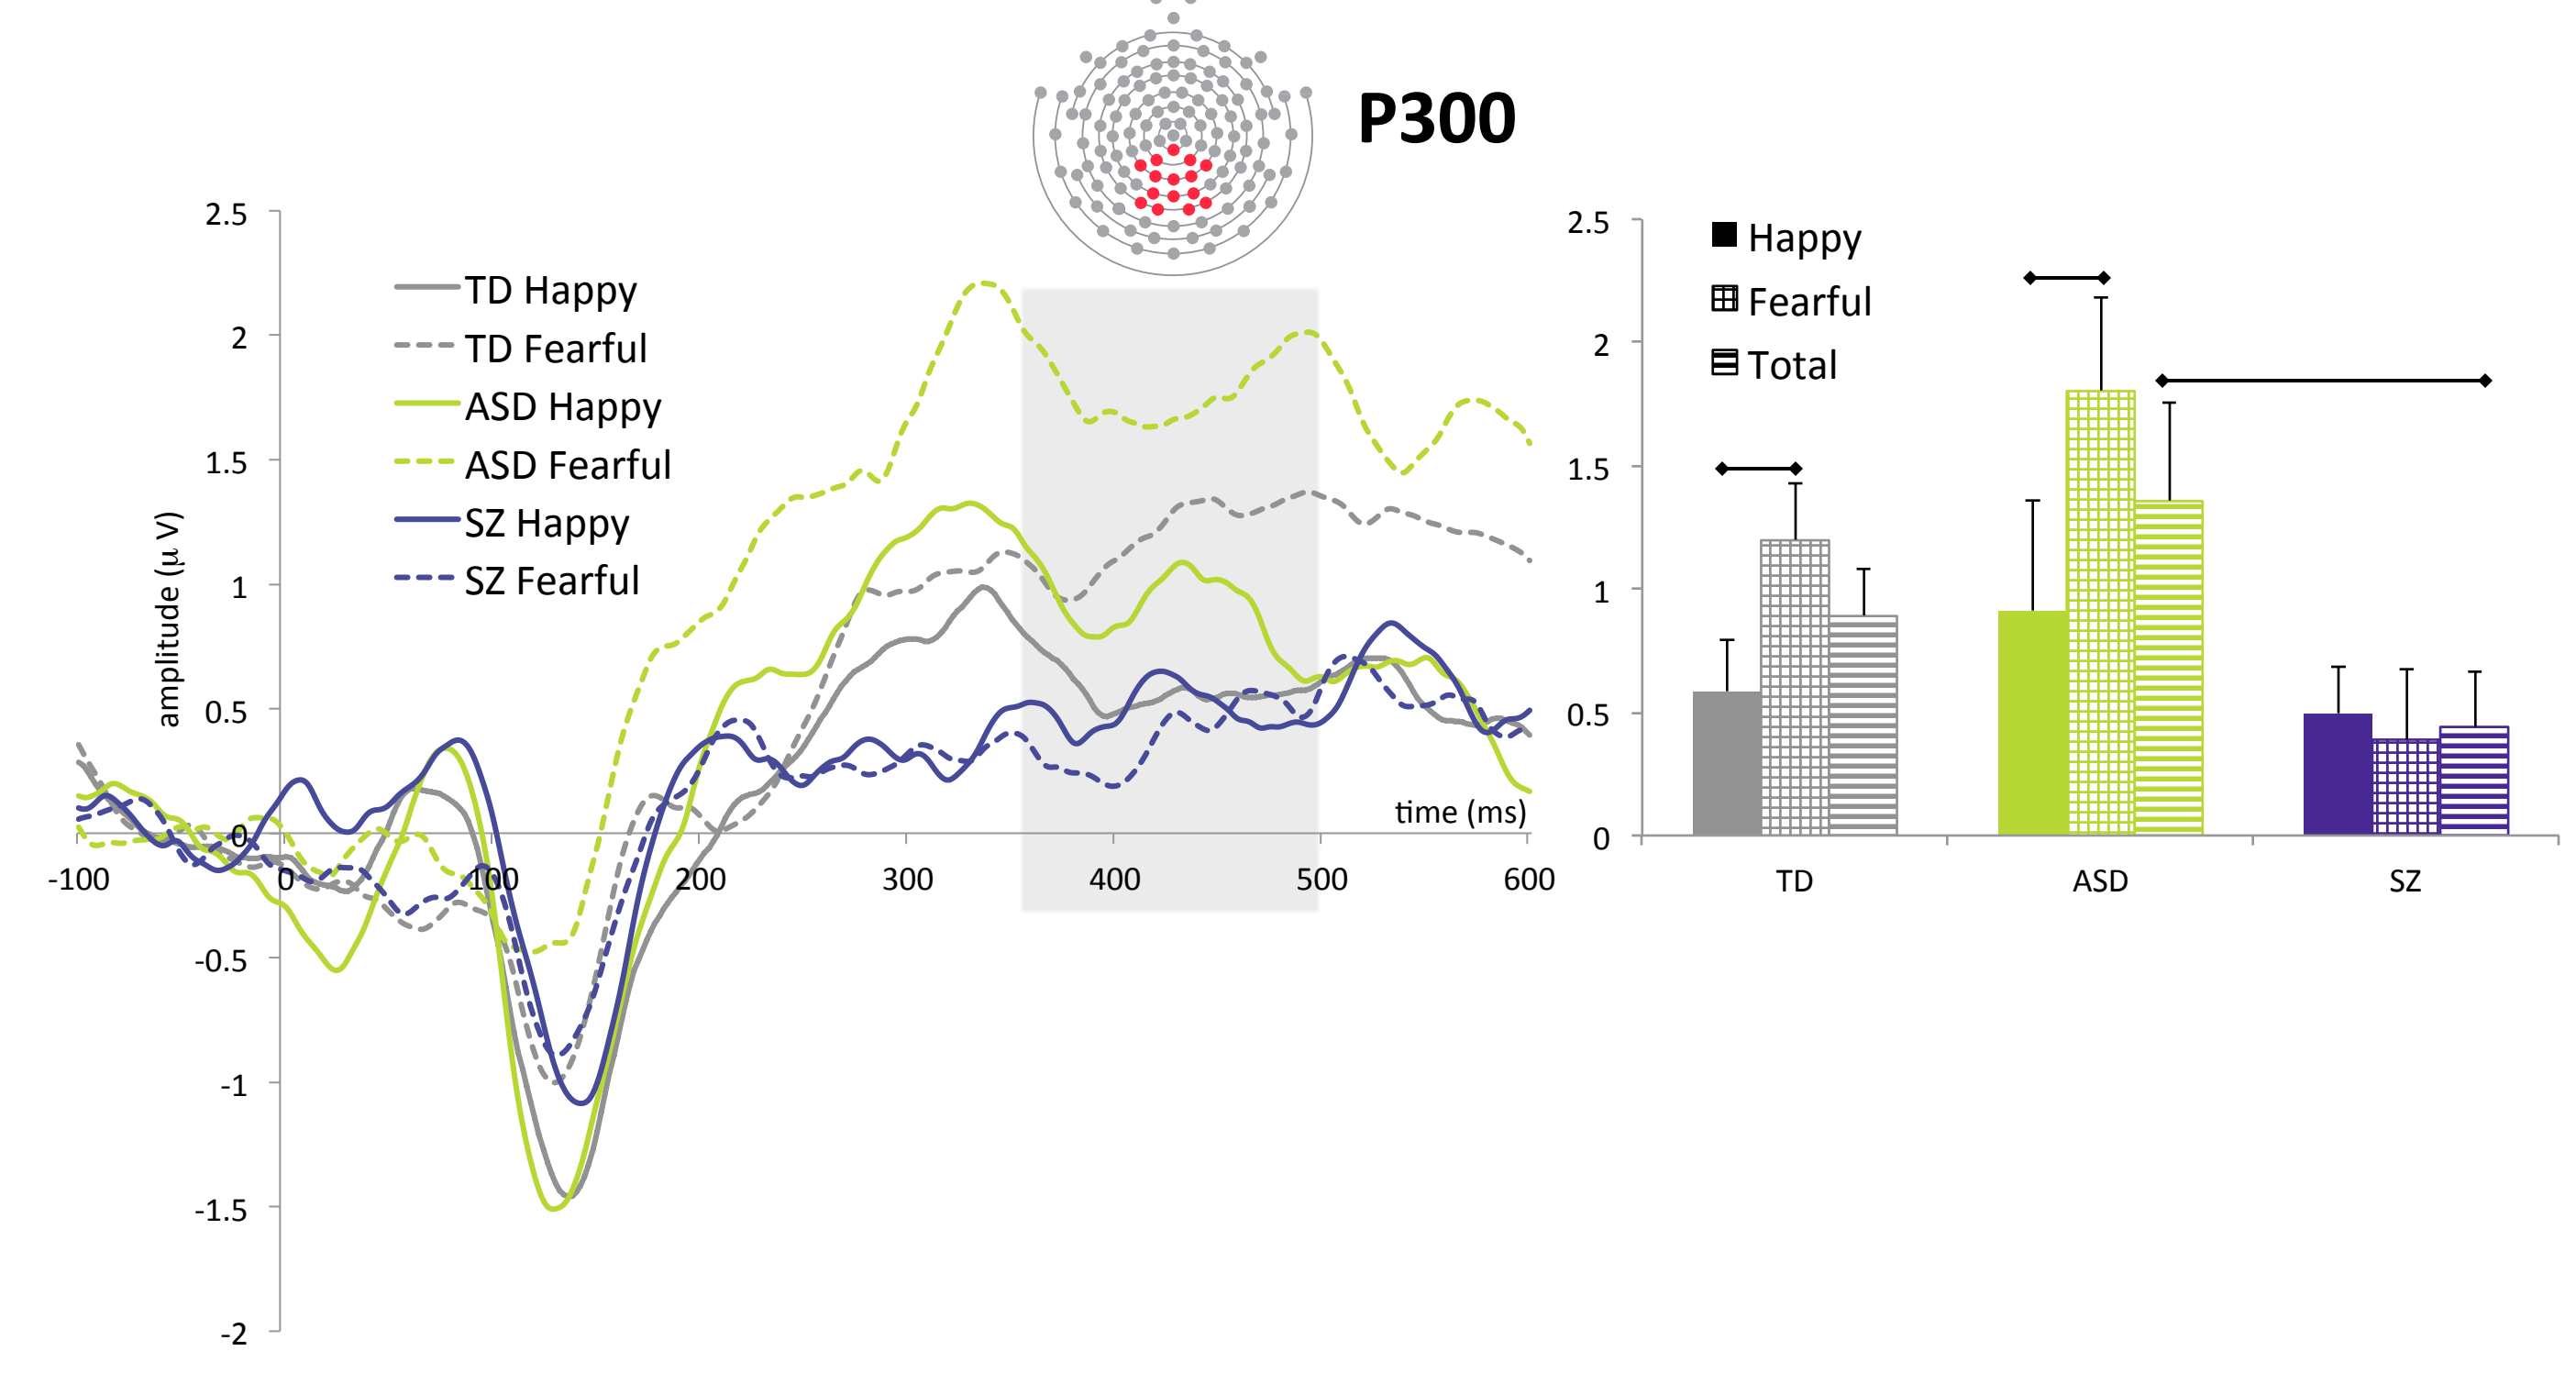 P300
2.5
2
1.5
1
0.5
0
-0.5
-1
-1.5
-2
amplitude (μ V)
TD Happy
TD Fearful
ASD Happy
ASD Fearful
SZ Happy
SZ Fearful
time (ms)
-100 0 100 200 300 400 500 600
2.5
2
1.5
1
0.5
0
Happy
Fearful
Total
TD ASD SZ